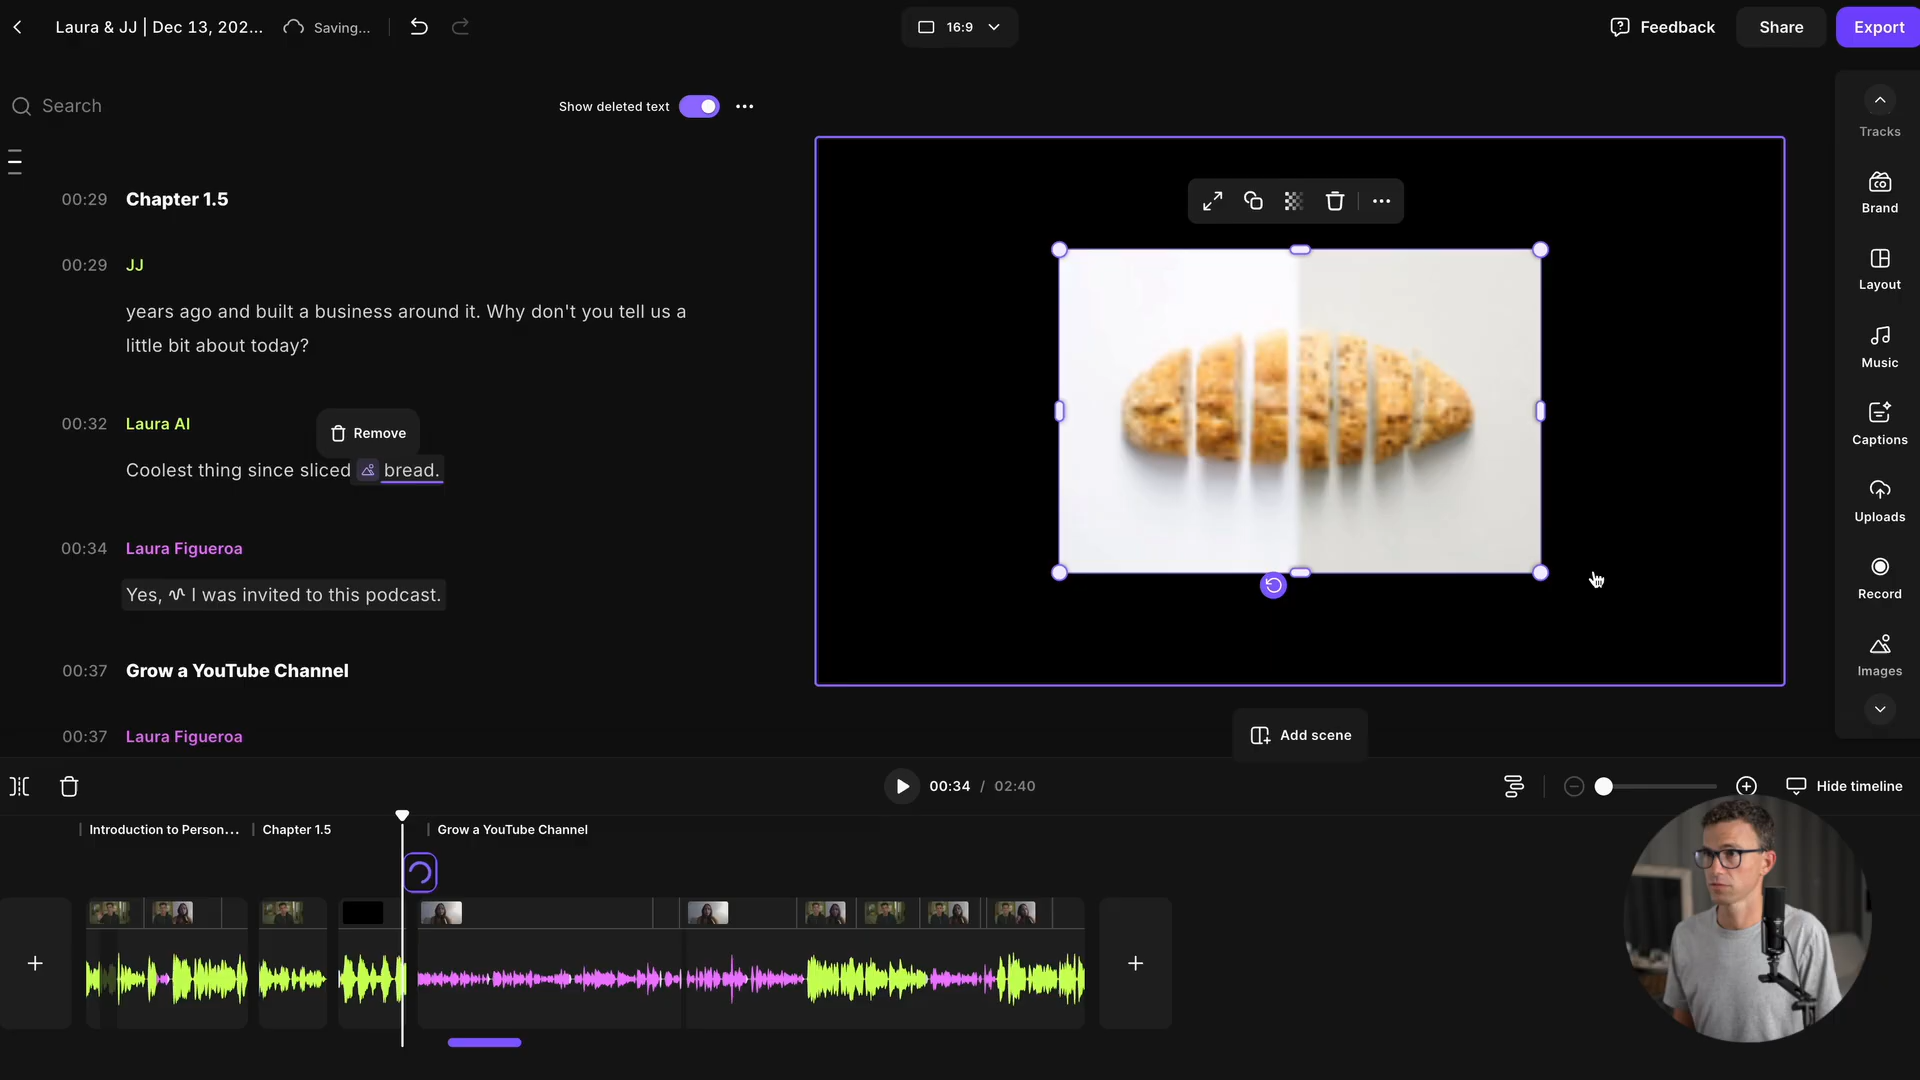 Laura & JJ | Dec 13, 202...
Saving...
16:9
Feedback
Share
Export
Search
Show deleted text
00:29
Chapter 1.5
00:29
JJ
years ago and built a business around it. Why don't you tell us a
little bit about today?
00:32
Laura AI
Remove
Coolest thing since sliced bread.
00:34
Laura Figueroa
Yes, I was invited to this podcast.
00:37
Grow a YouTube Channel
00:37
Laura Figueroa
Tracks
Brand
Layout
Music
Captions
Uploads
Record
Images
Add scene
00:34 / 02:40
Hide timeline
Introduction to Person...
Chapter 1.5
Grow a YouTube Channel